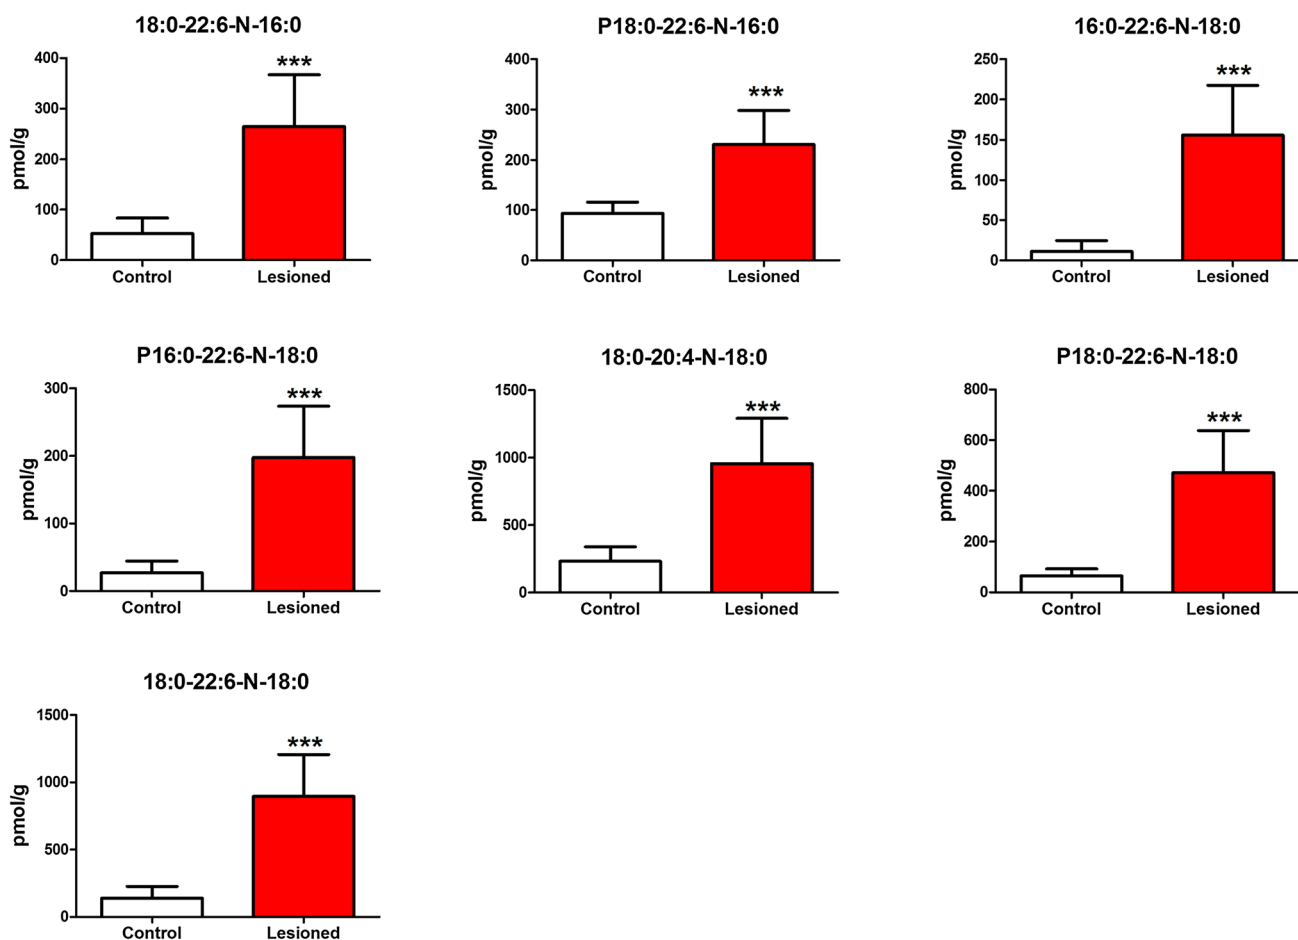 18:0-22:6-N-16:0
400
300
200
100
0
pmol/g
***
Control Lesioned
P18:0-22:6-N-16:0
400
300
200
100
0
pmol/g
***
Control Lesioned
16:0-22:6-N-18:0
250
200
150
100
50
0
pmol/g
***
Control Lesioned
P16:0-22:6-N-18:0
300
200
100
0
pmol/g
***
Control Lesioned
18:0-20:4-N-18:0
1500
1000
500
0
pmol/g
***
Control Lesioned
P18:0-22:6-N-18:0
800
600
400
200
0
pmol/g
***
Control Lesioned
18:0-22:6-N-18:0
1500
1000
500
0
pmol/g
***
Control Lesioned